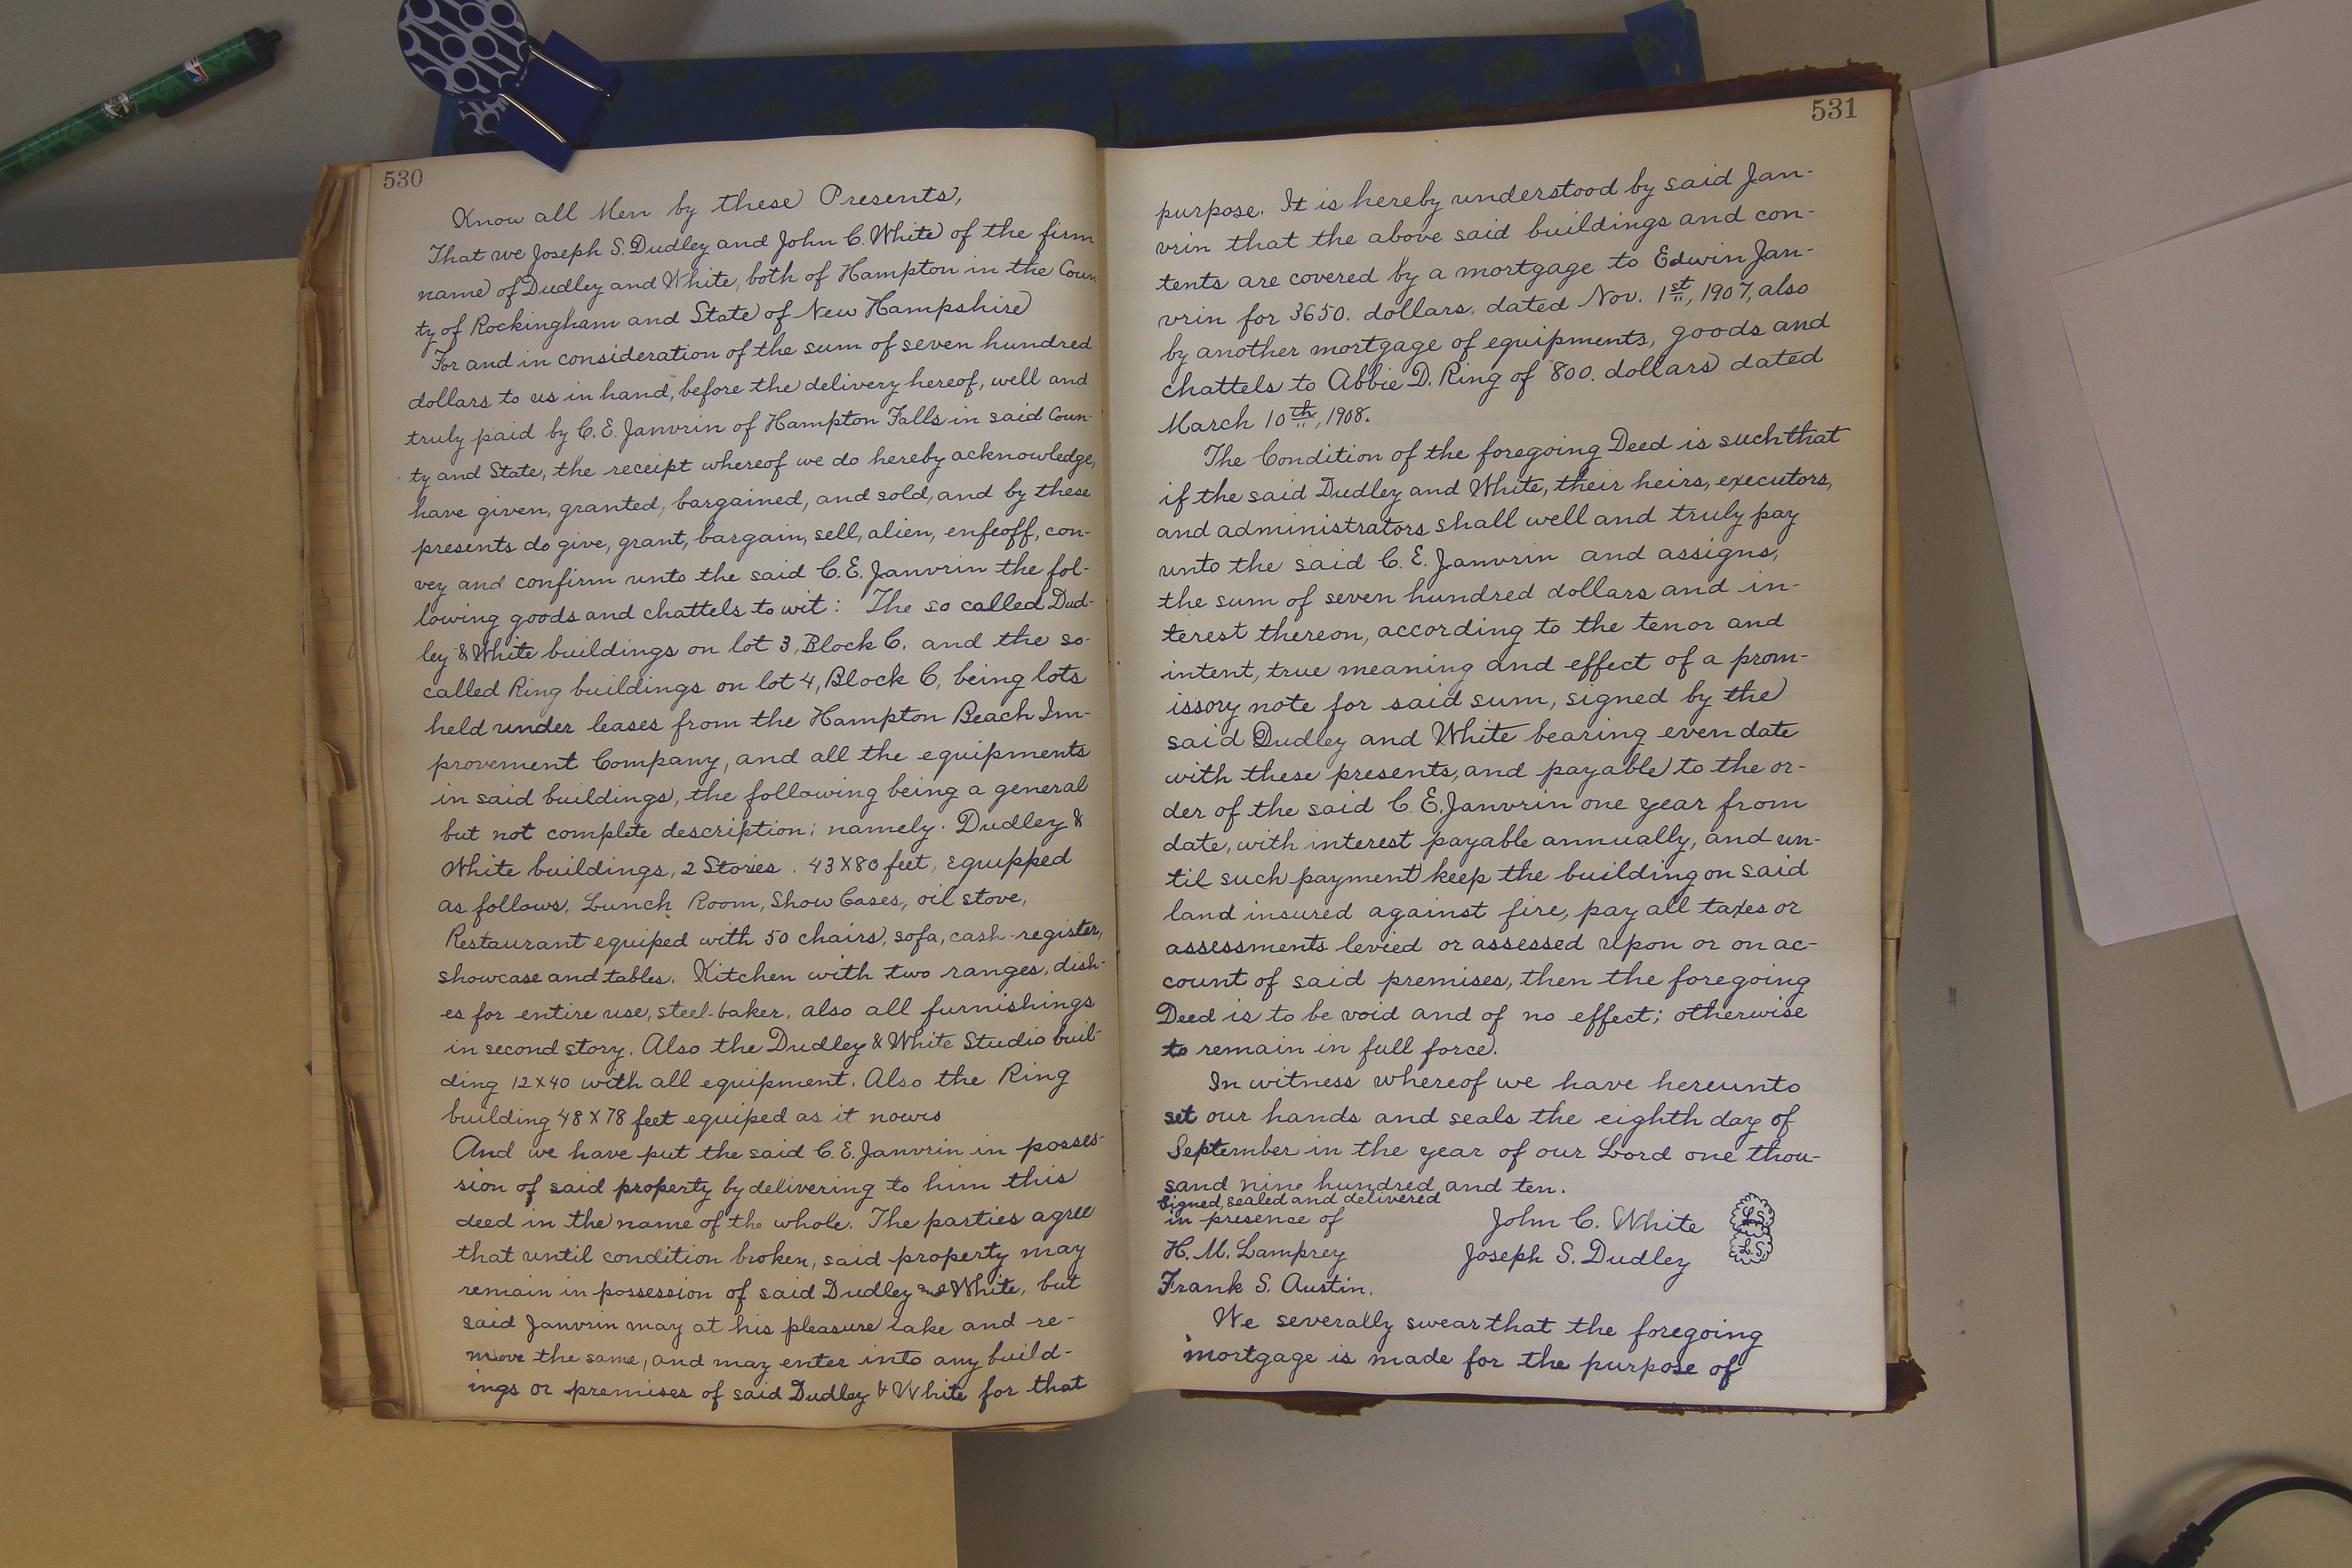 530
Know all Men by these Presents,
That we Joseph S. Dudley and John C. White of the firm
name of Dudley and White, both of Hampton in the Coun
ty of Rockingham and State of New Hampshire
For and in consideration of the sum of seven hundred
dollars to us in hand, before the delivery hereof, well and
truly paid by C. E. Janvrin of Hampton Falls in said Coun-
ty and State, the receipt whereof we do hereby acknowledge,
have given, granted, bargained, and sold, and by these
presents do give, grant, bargain, sell, alien, enfeoff, con-
vey and confirm unto the said C. E. Janvrin the fol-
lowing goods and chattels to wit: The so called Dud-
ley & White buildings on lot 3, Block C. and the so-
called Ring buildings on lot 4, Block C, being lots
held under leases from the Hampton Beach Im-
provement Company, and all the equipments
in said buildings, the following being a general
but not complete description; namely. Dudley &
White buildings, 2 Stories. 43X80 feet, equipped
as follows, Lunch Room, Show Cases, oil stove,
Restaurant equiped with 50 chairs, sofa, cash-register,
showcase and tables. Kitchen with two ranges, dish-
es for entire use, steel-baker, also all furnishings
in second story. Also the Dudley & White Studio buil-
ding 12X40 with all equipment. Also the Ring
building 48X78 feet equiped as it now is
And we have put the said C. E. Janvrin in posses-
sion of said property by delivering to him this
deed in the name of the whole. The parties agree
that until condition broken, said property may
remain in possession of said Dudley and White, but
said Janvrin may at his pleasure take and re-
move the same, and may enter into any build-
ings or premises of said Dudley & White for that
531
purpose. It is hereby understood by said Jan-
vrin that the above said buildings and con-
tents are covered by a mortgage to Edwin Jan-
vrin for 3650. dollars, dated Nov. 1st, 1907, also
by another mortgage of equipments, goods and
chattels to Abbie D. Ring of 800. dollars dated
March 10th, 1908.
The Condition of the foregoing Deed is such that
if the said Dudley and White, their heirs, executors,
and administrators shall well and truly pay
unto the said C. E. Janvrin and assigns,
the sum of seven hundred dollars and in-
terest thereon, according to the tenor and
intent, true meaning and effect of a prom-
issory note for said sum, signed by the
said Dudley and White bearing even date
with these presents, and payable to the or-
der of the said C. E. Janvrin one year from
date, with interest payable annually, and un-
til such payment keep the building on said
land insured against fire, pay all taxes or
assessments levied or assessed upon or on ac-
count of said premises, then the foregoing
Deed is to be void and of no effect; otherwise
to remain in full force.
In witness whereof we have hereunto
set our hands and seals the eighth day of
September in the year of our Lord one thou-
sand nine hundred and ten.
Signed, sealed and delivered
in presence of John C. White L.S.
H. M. Lamprey Joseph S. Dudley L.S.
Frank S. Austin.
We severally swear that the foregoing
mortgage is made for the purpose of